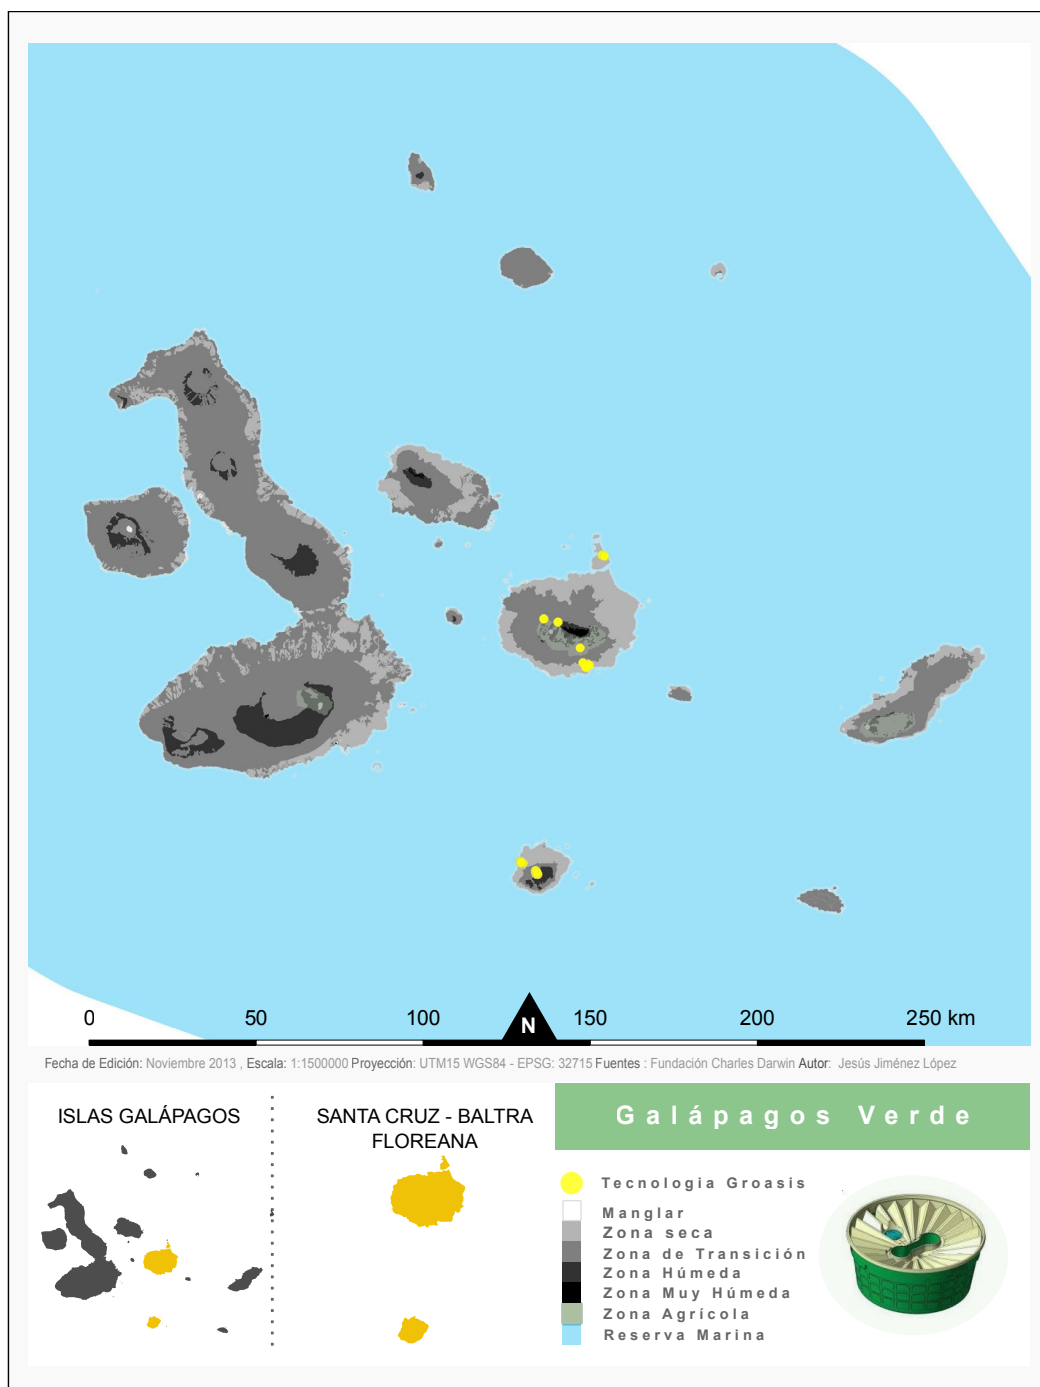 0 50 100 N 150 200 250 km
Fecha de Edición: Noviembre 2013 , Escala: 1:1500000 Proyección: UTM15 WGS84 - EPSG: 32715 Fuentes : Fundación Charles Darwin Autor: Jesús Jiménez López
ISLAS GALÁPAGOS
SANTA CRUZ - BALTRA
FLOREANA
Galápagos Verde
Tecnologia Groasis
Manglar
Zona seca
Zona de Transición
Zona Húmeda
Zona Muy Húmeda
Zona Agrícola
Reserva Marina